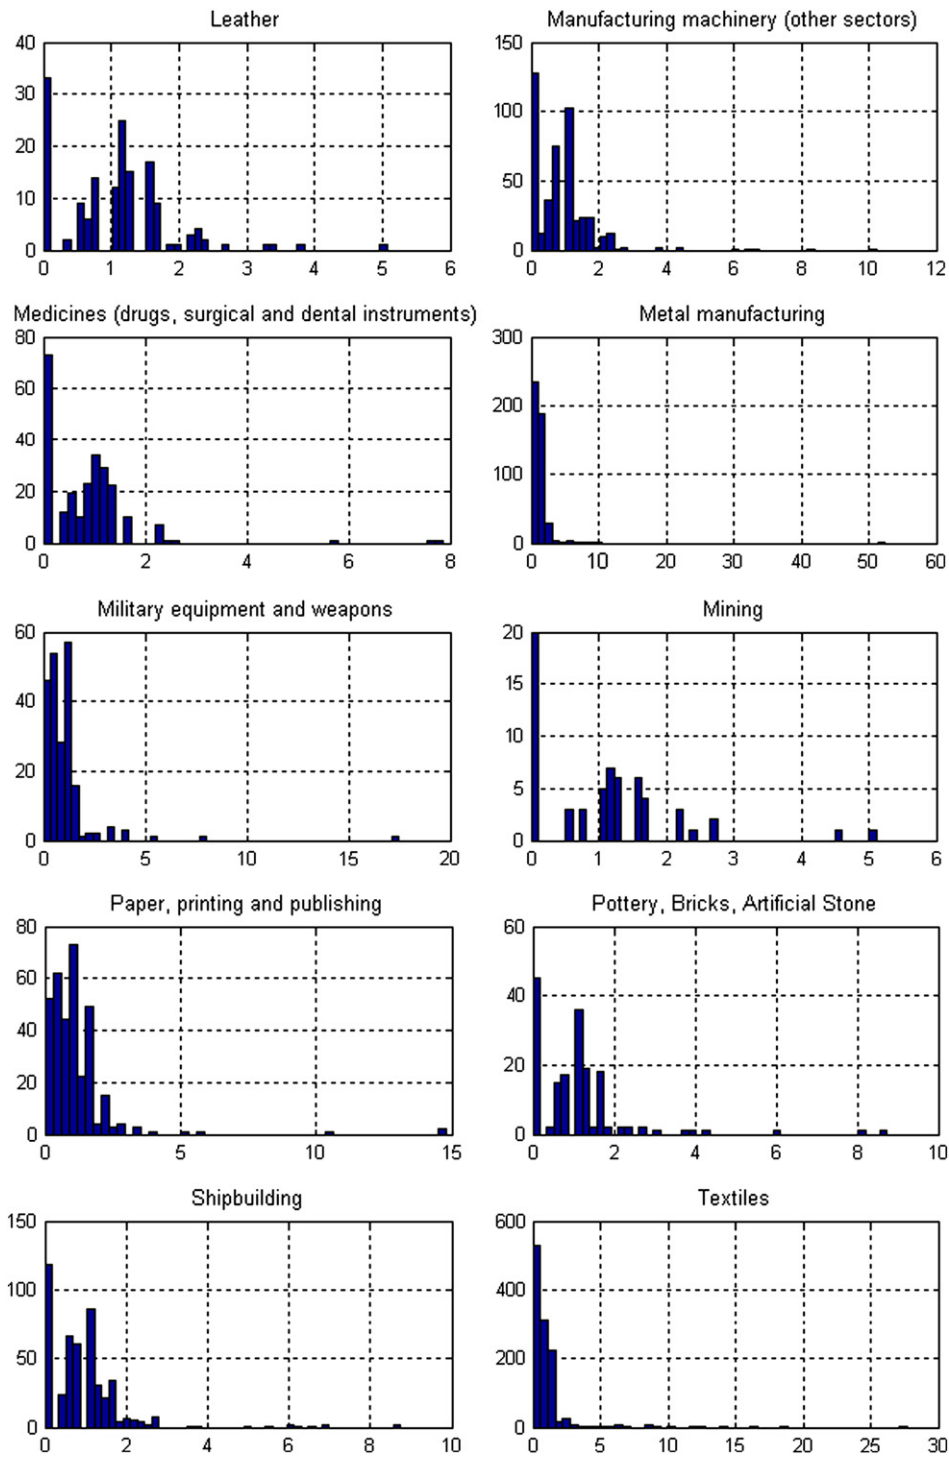 Leather
40
30
20
10
0
0 1 2 3 4 5 6
Manufacturing machinery (other sectors)
150
100
50
0
0 2 4 6 8 10 12
Medicines (drugs, surgical and dental instruments)
80
60
40
20
0
0 2 4 6 8
Metal manufacturing
300
200
100
0
0 10 20 30 40 50 60
Military equipment and weapons
60
40
20
0
0 5 10 15 20
Mining
20
15
10
5
0
0 1 2 3 4 5 6
Paper, printing and publishing
80
60
40
20
0
0 5 10 15
Pottery, Bricks, Artificial Stone
60
40
20
0
0 2 4 6 8 10
Shipbuilding
150
100
50
0
0 2 4 6 8 10
Textiles
600
400
200
0
0 5 10 15 20 25 30